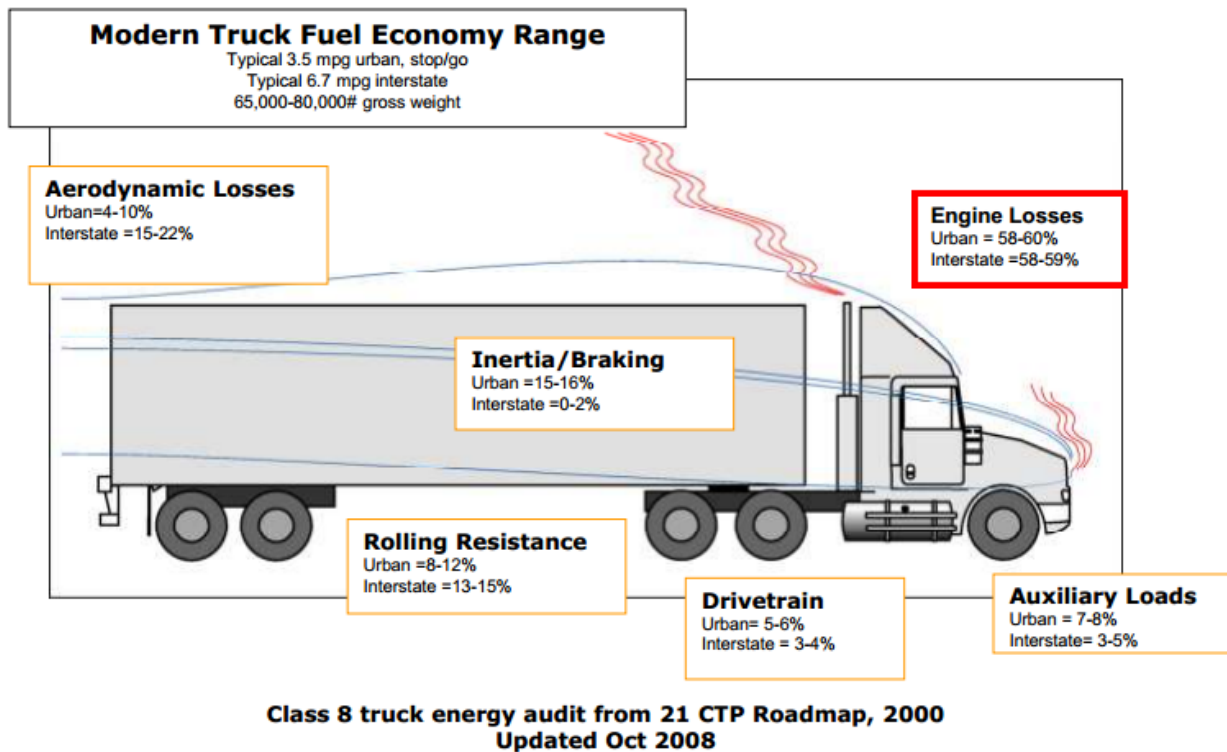 Modern Truck Fuel Economy Range
Typical 3.5 mpg urban, stop/go
Typical 6.7 mpg interstate
65,000-80,000# gross weight
Aerodynamic Losses
Urban=4-10%
Interstate =15-22%
Engine Losses
Urban = 58-60%
Interstate =58-59%
Inertia/Braking
Urban =15-16%
Interstate =0-2%
Rolling Resistance
Urban =8-12%
Interstate =13-15%
Drivetrain
Urban= 5-6%
Interstate = 3-4%
Auxiliary Loads
Urban = 7-8%
Interstate= 3-5%
Class 8 truck energy audit from 21 CTP Roadmap, 2000
Updated Oct 2008